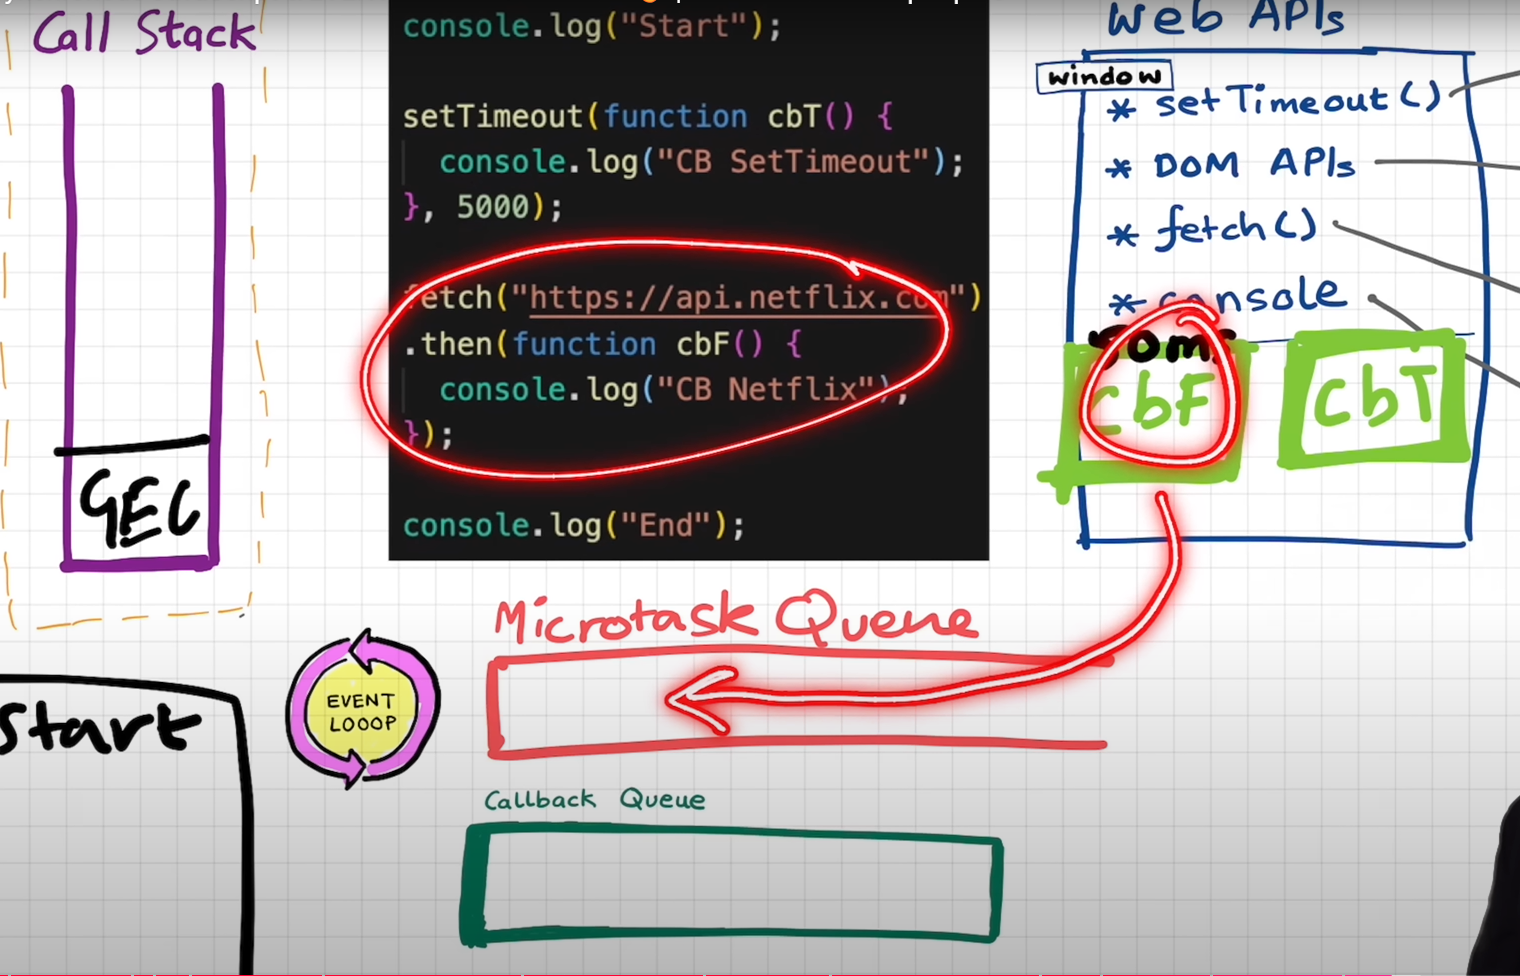 Call Stack
GEC
console.log("Start");
setTimeout(function cbT() {
console.log("CB SetTimeout");
}, 5000);
fetch("https://api.netflix.com")
.then(function cbF() {
console.log("CB Netflix");
});
console.log("End");
Web APIs
window
* setTimeout()
* DOM APIs
* fetch()
* console
cbF
cbT
Microtask Queue
EVENT
LOOOP
Callback Queue
Start